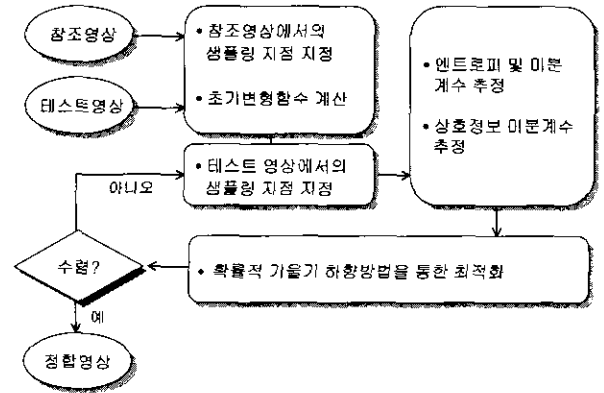 참조영상
테스트영상
• 참조영상에서의
샘플링 지점 지정
• 초기변형함수 계산
• 테스트 영상에서의
샘플링 지점 지정
• 엔트로피 및 미분
계수 추정
• 상호정보 미분계수
추정
• 확률적 기울기 하향방법을 통한 최적화
수렴?
아니오
예
정합영상